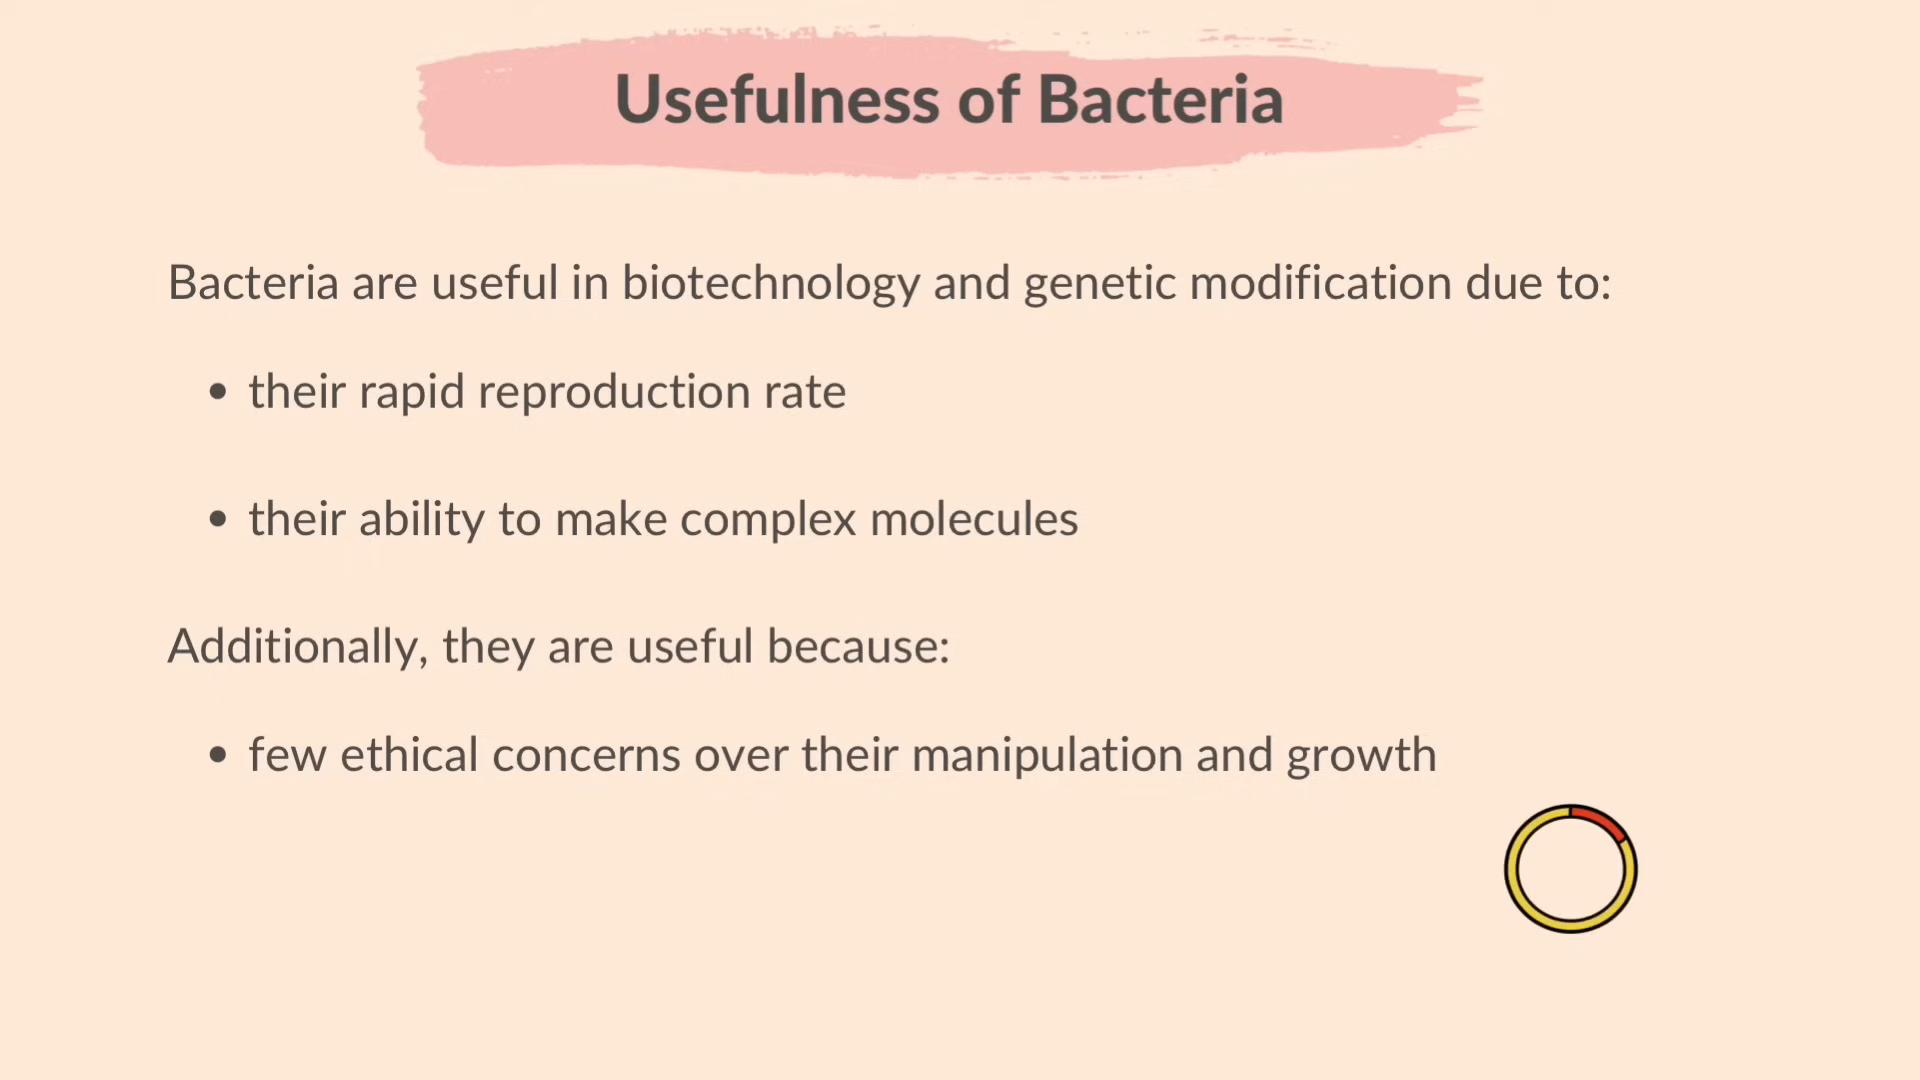 Usefulness of Bacteria
Bacteria are useful in biotechnology and genetic modification due to:
• their rapid reproduction rate
• their ability to make complex molecules
Additionally, they are useful because:
• few ethical concerns over their manipulation and growth